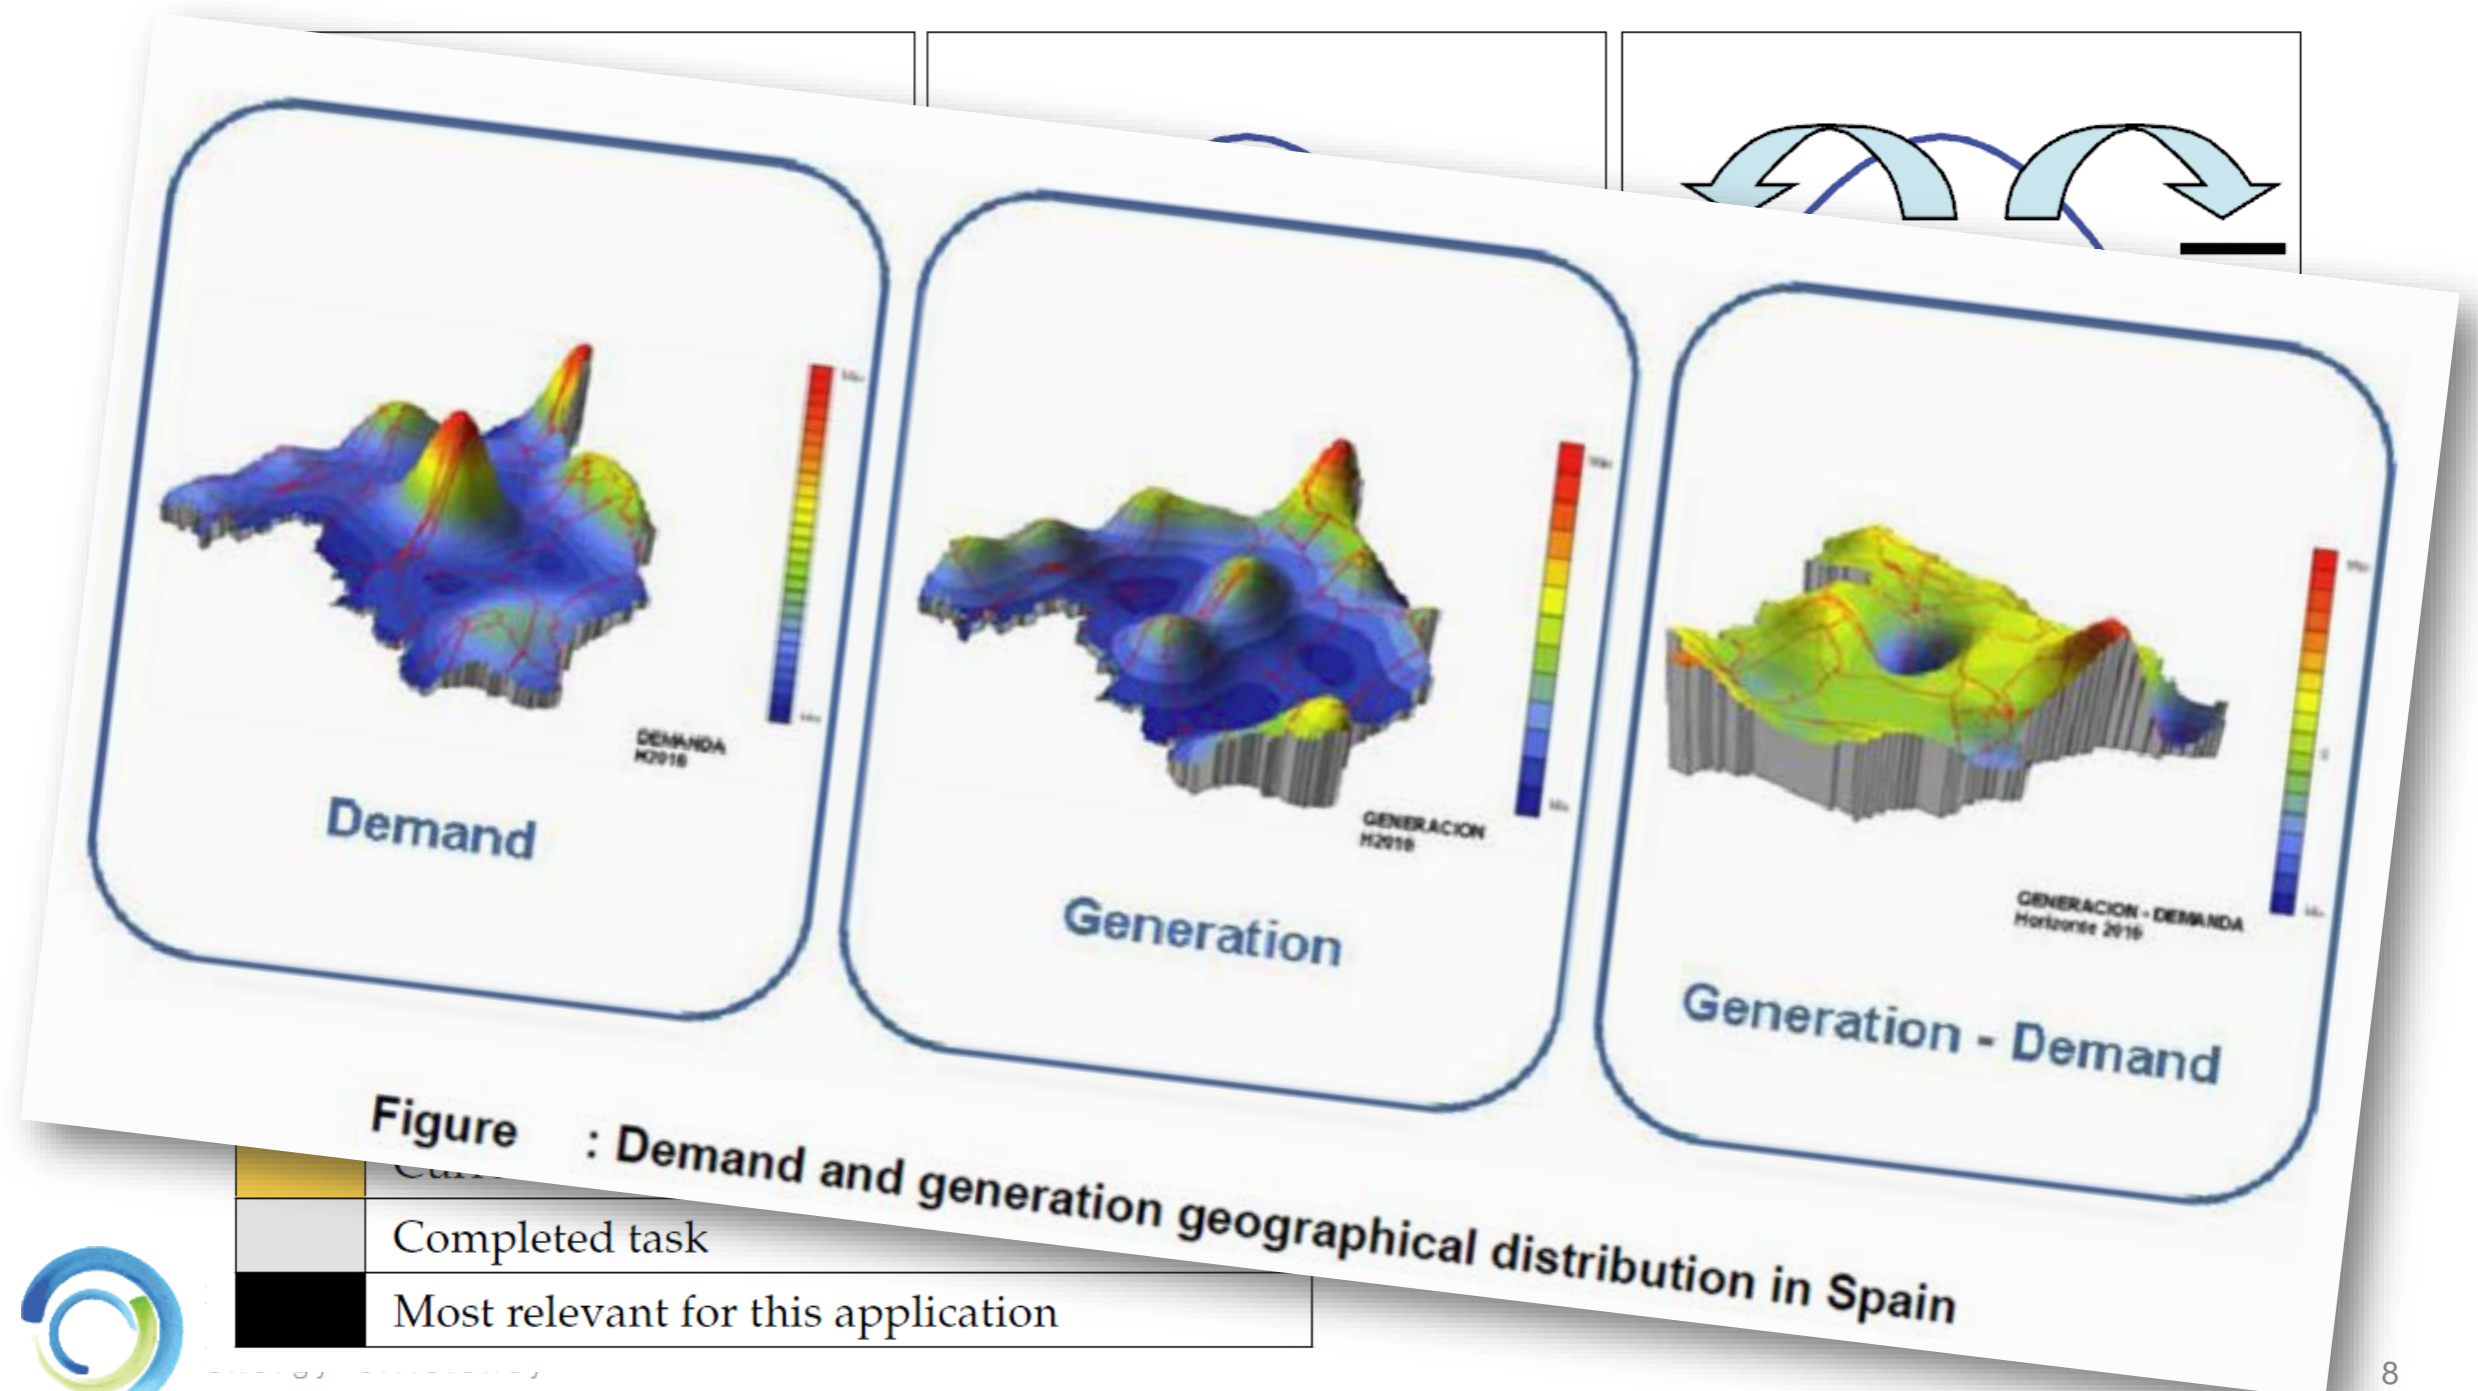 DEMANDA
H2016
Demand
GENERACION
H2016
Generation
GENERACION - DEMANDA
Horizonte 2016
Generation - Demand
Figure : Demand and generation geographical distribution in Spain
Completed task
Most relevant for this application
8